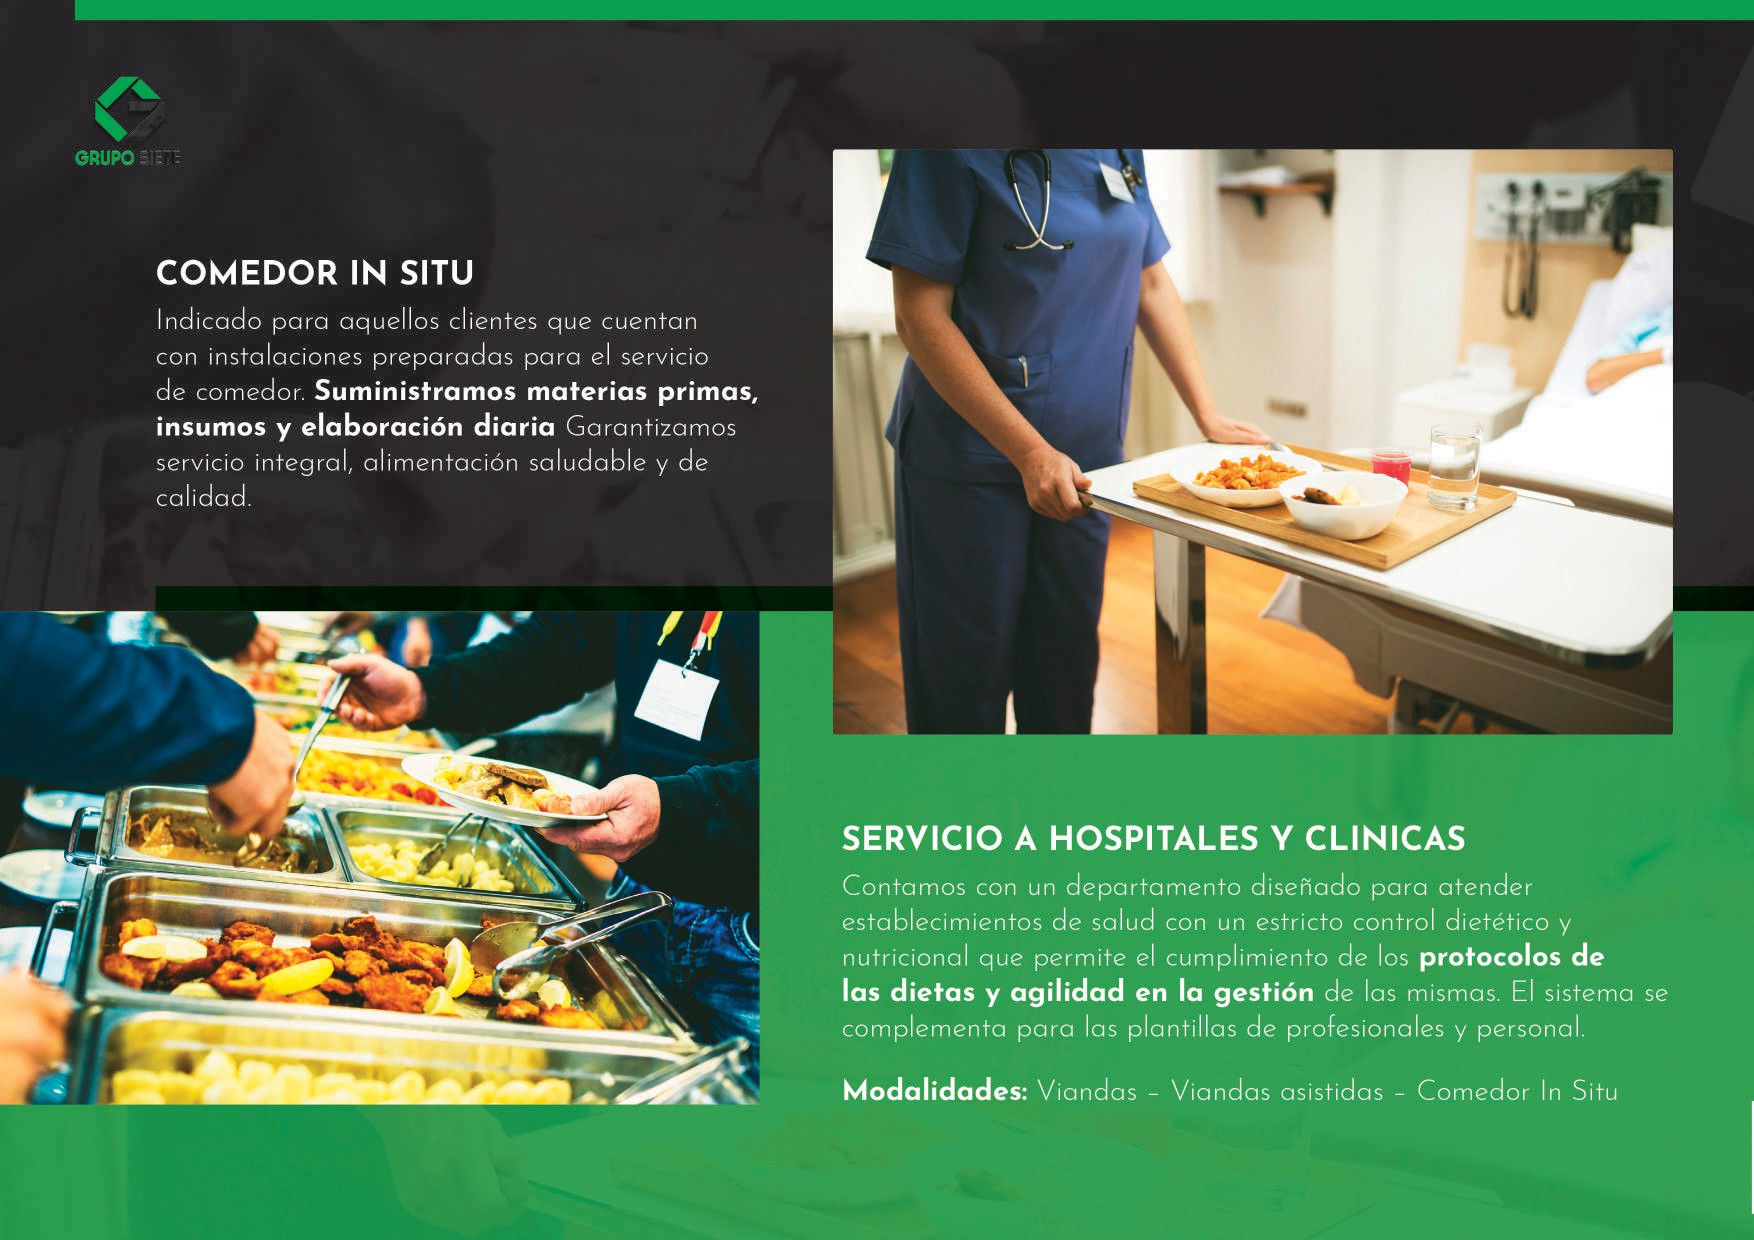 GRUPO SIETE
COMEDOR IN SITU
Indicado para aquellos clientes que cuentan
con instalaciones preparadas para el servicio
de comedor. Suministramos materias primas,
insumos y elaboración diaria Garantizamos
servicio integral, alimentación saludable y de
calidad.
SERVICIO A HOSPITALES Y CLINICAS
Contamos con un departamento diseñado para atender
establecimientos de salud con un estricto control dietético y
nutricional que permite el cumplimiento de los protocolos de
las dietas y agilidad en la gestión de las mismas. El sistema se
complementa para las plantillas de profesionales y personal.
Modalidades: Viandas – Viandas asistidas – Comedor In Situ